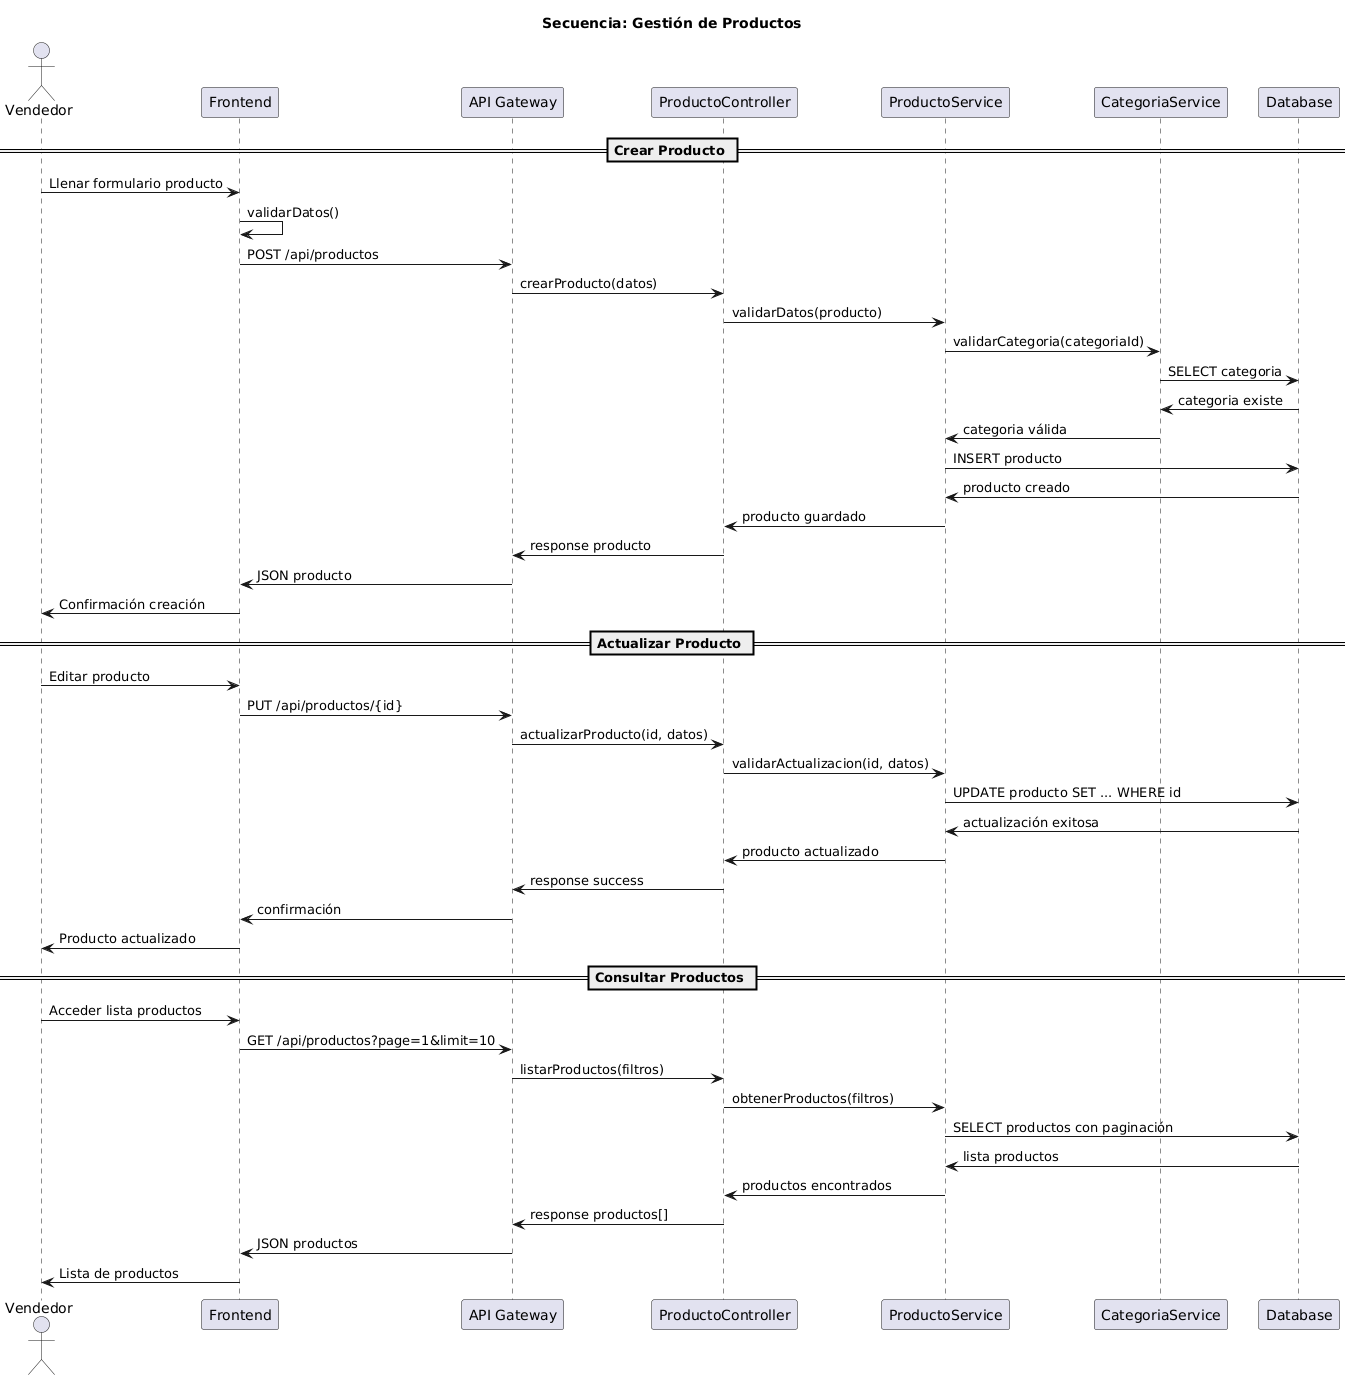 Secuencia: Gestión de Productos
Vendedor
Frontend
API Gateway
ProductoController
ProductoService
CategoriaService
Database
Crear Producto
Llenar formulario producto
validarDatos()
POST /api/productos
crearProducto(datos)
validarDatos(producto)
validarCategoria(categoriaId)
SELECT categoria
categoria existe
categoria válida
INSERT producto
producto creado
producto guardado
response producto
JSON producto
Confirmación creación
Actualizar Producto
Editar producto
PUT /api/productos/{id}
actualizarProducto(id, datos)
validarActualizacion(id, datos)
UPDATE producto SET ... WHERE id
actualización exitosa
producto actualizado
response success
confirmación
Producto actualizado
Consultar Productos
Acceder lista productos
GET /api/productos?page=1&limit=10
listarProductos(filtros)
obtenerProductos(filtros)
SELECT productos con paginación
lista productos
productos encontrados
response productos[]
JSON productos
Lista de productos
Vendedor
Frontend
API Gateway
ProductoController
ProductoService
CategoriaService
Database